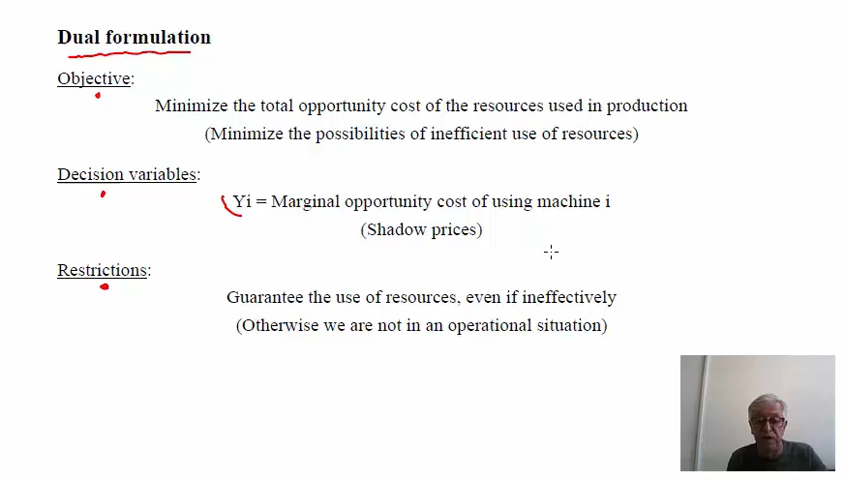 Dual formulation
Objective:
Minimize the total opportunity cost of the resources used in production
(Minimize the possibilities of inefficient use of resources)
Decision variables:
Yi = Marginal opportunity cost of using machine i
(Shadow prices)
Restrictions:
Guarantee the use of resources, even if ineffectively
(Otherwise we are not in an operational situation)